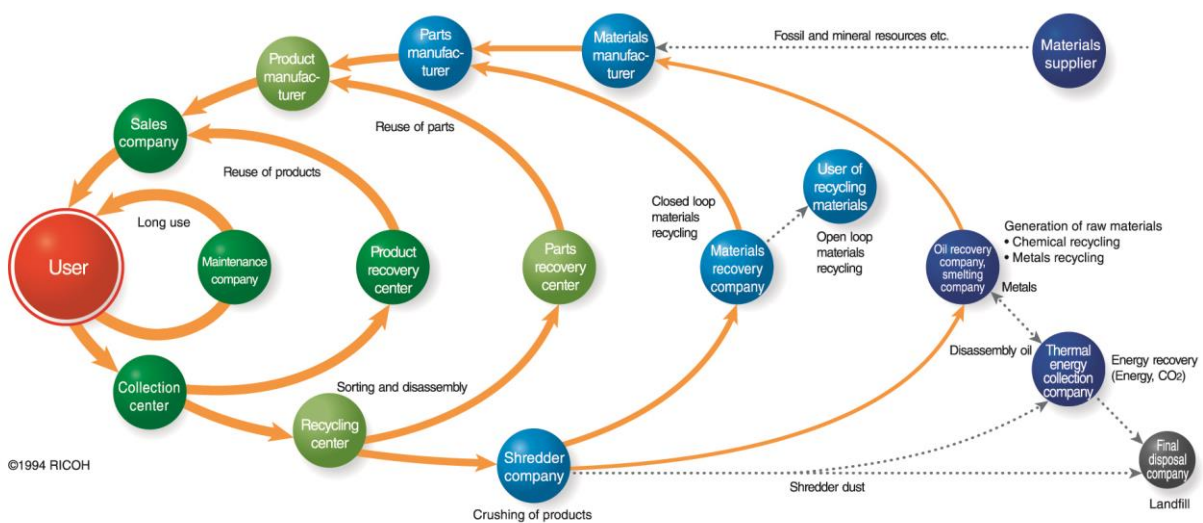 Fossil and mineral resources etc.
Materials
supplier
Materials
manufac-
turer
Parts
manufac-
turer
Product
manufac-
turer
Sales
company
Reuse of parts
Reuse of products
Long use
User
Maintenance
company
Product
recovery
center
Parts
recovery
center
Closed loop
materials
recycling
Materials
recovery
company
User of
recycling
materials
Open loop
materials
recycling
Oil recovery
company,
smelting
company
Generation of raw materials
• Chemical recycling
• Metals recycling
Metals
Disassembly oil
Thermal
energy
collection
company
Energy recovery
(Energy, CO2)
Collection
center
Sorting and disassembly
Recycling
center
Shredder
company
Crushing of products
Shredder dust
Final
disposal
company
Landfill
©1994 RICOH